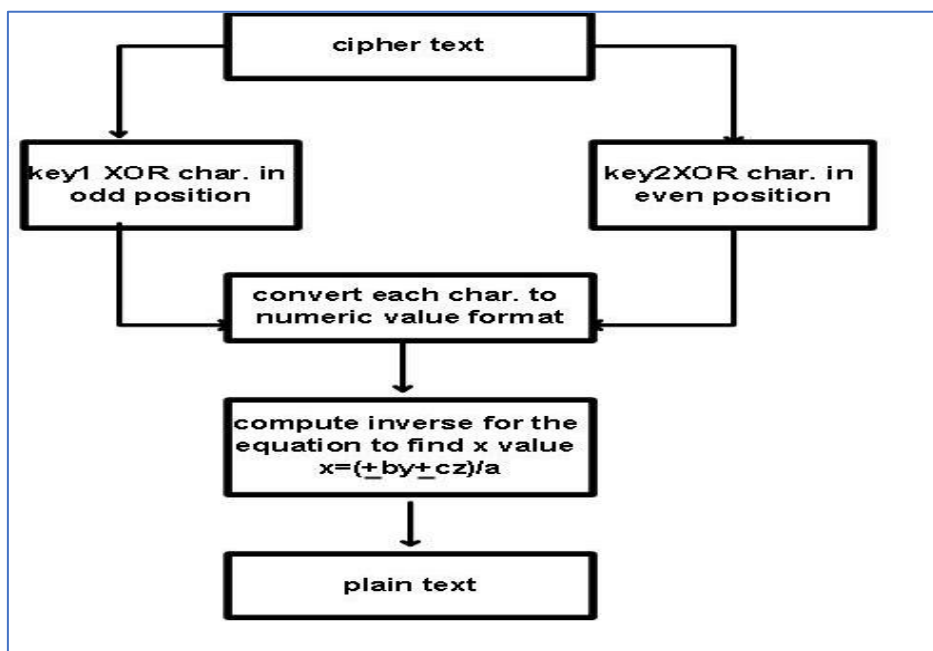 cipher text
key1 XOR char. in
odd position
key2XOR char. in
even position
convert each char. to
numeric value format
compute inverse for the
equation to find x value
x=(±by±cz)/a
plain text